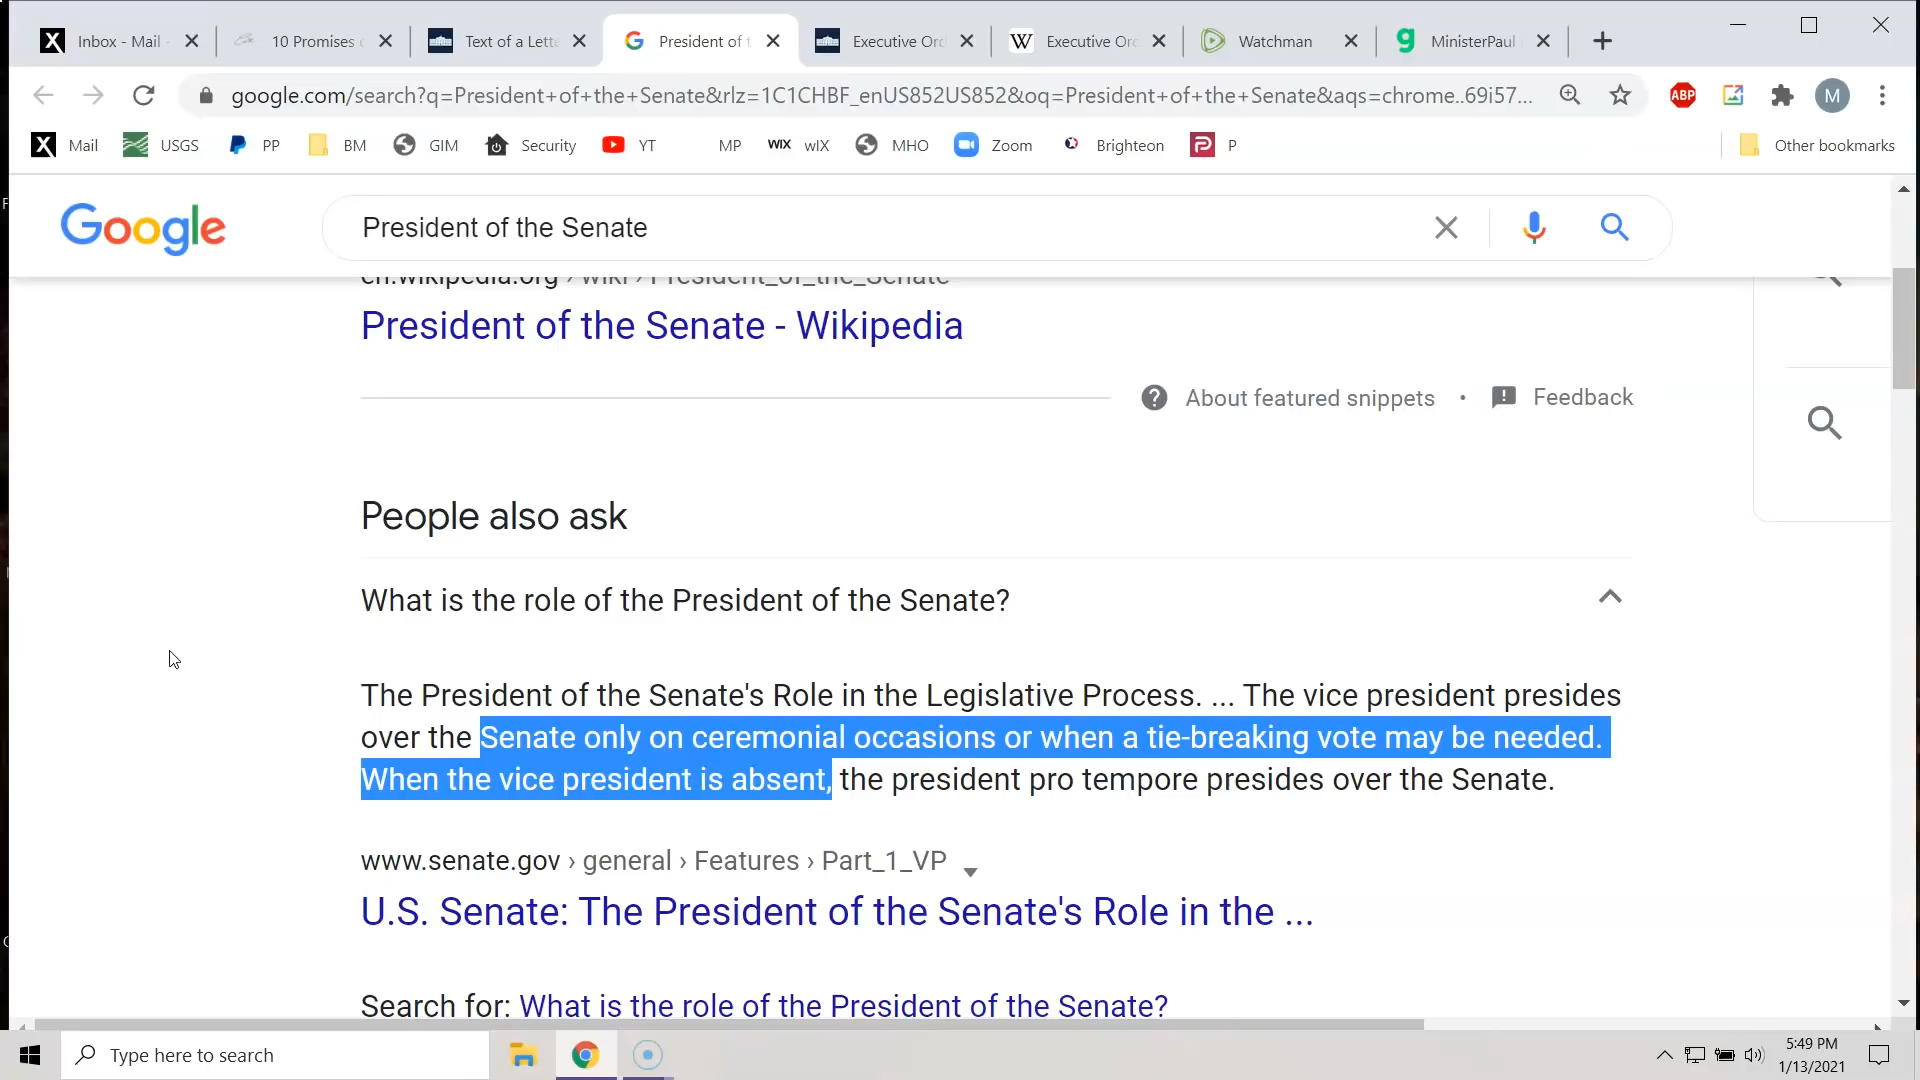 Inbox - Mail
10 Promises
Text of a Lette
President of t
Executive Ord
Executive Ord
Watchman
MinisterPaul
google.com/search?q=President+of+the+Senate&rlz=1C1CHBF_enUS852US852&oq=President+of+the+Senate&aqs=chrome..69i57...
ABP
M
Mail
USGS
PP
BM
GIM
Security
YT
MP
WIX wIX
MHO
Zoom
Brighteon
P
Other bookmarks
Google
President of the Senate
en.wikipedia.org › wiki › President_of_the_Senate
President of the Senate - Wikipedia
About featured snippets • Feedback
People also ask
What is the role of the President of the Senate?
The President of the Senate's Role in the Legislative Process. ... The vice president presides
over the Senate only on ceremonial occasions or when a tie-breaking vote may be needed.
When the vice president is absent, the president pro tempore presides over the Senate.
www.senate.gov › general › Features › Part_1_VP
U.S. Senate: The President of the Senate's Role in the ...
Search for: What is the role of the President of the Senate?
Type here to search
5:49 PM
1/13/2021